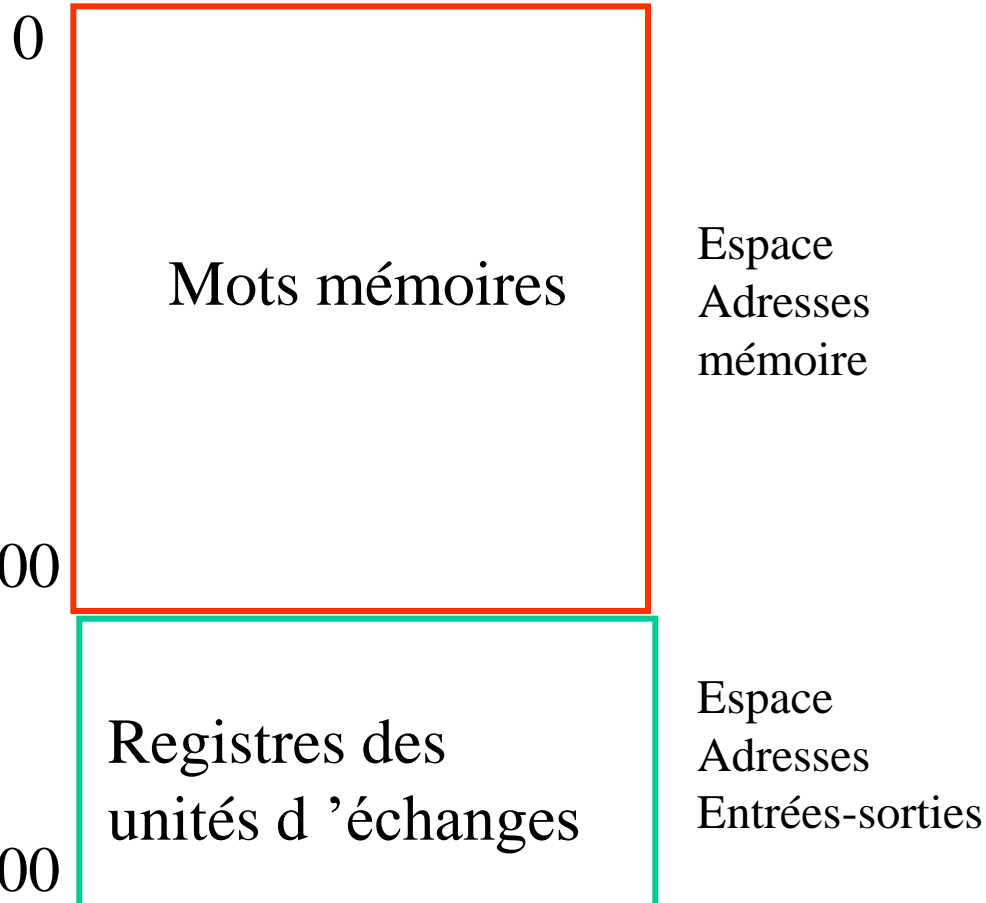 0
Mots mémoires
Espace
Adresses
mémoire
00
Registres des
unités d ’échanges
Espace
Adresses
Entrées-sorties
00